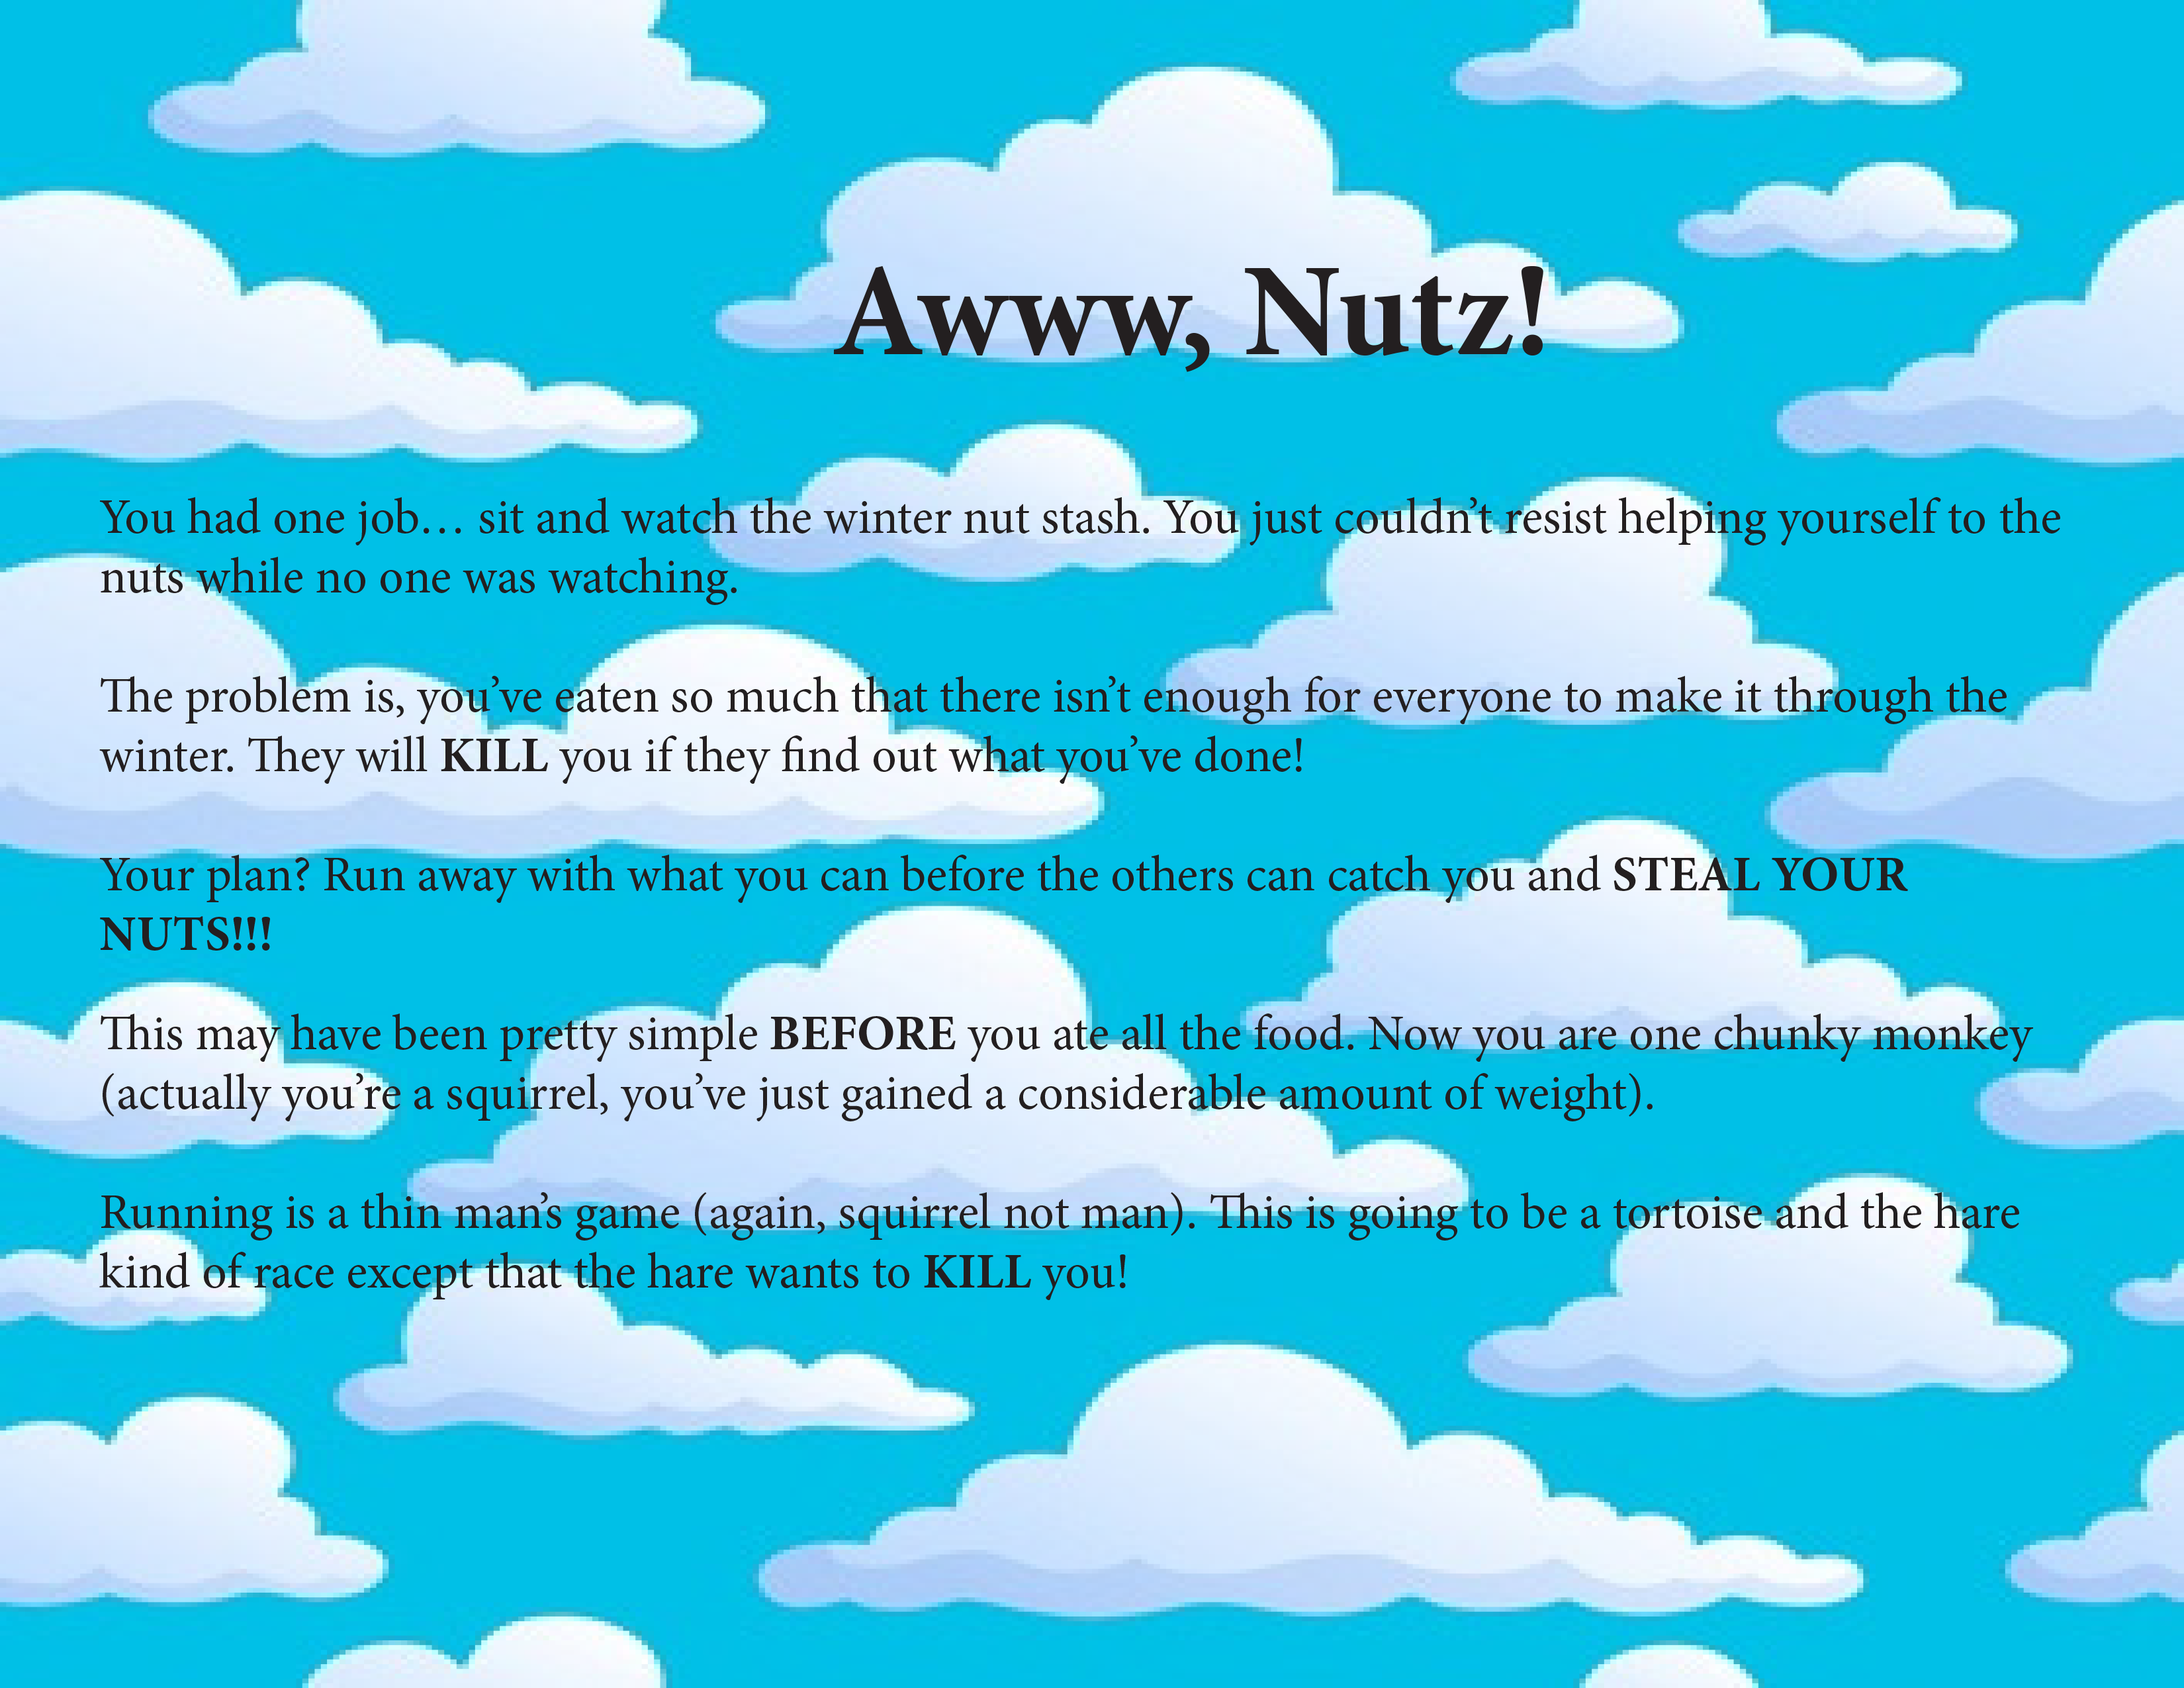 Awww, Nutz!
You had one job… sit and watch the winter nut stash. You just couldn’t resist helping yourself to the
nuts while no one was watching.
The problem is, you’ve eaten so much that there isn’t enough for everyone to make it through the
winter. They will KILL you if they find out what you’ve done!
Your plan? Run away with what you can before the others can catch you and STEAL YOUR
NUTS!!!
This may have been pretty simple BEFORE you ate all the food. Now you are one chunky monkey
(actually you’re a squirrel, you’ve just gained a considerable amount of weight).
Running is a thin man’s game (again, squirrel not man). This is going to be a tortoise and the hare
kind of race except that the hare wants to KILL you!